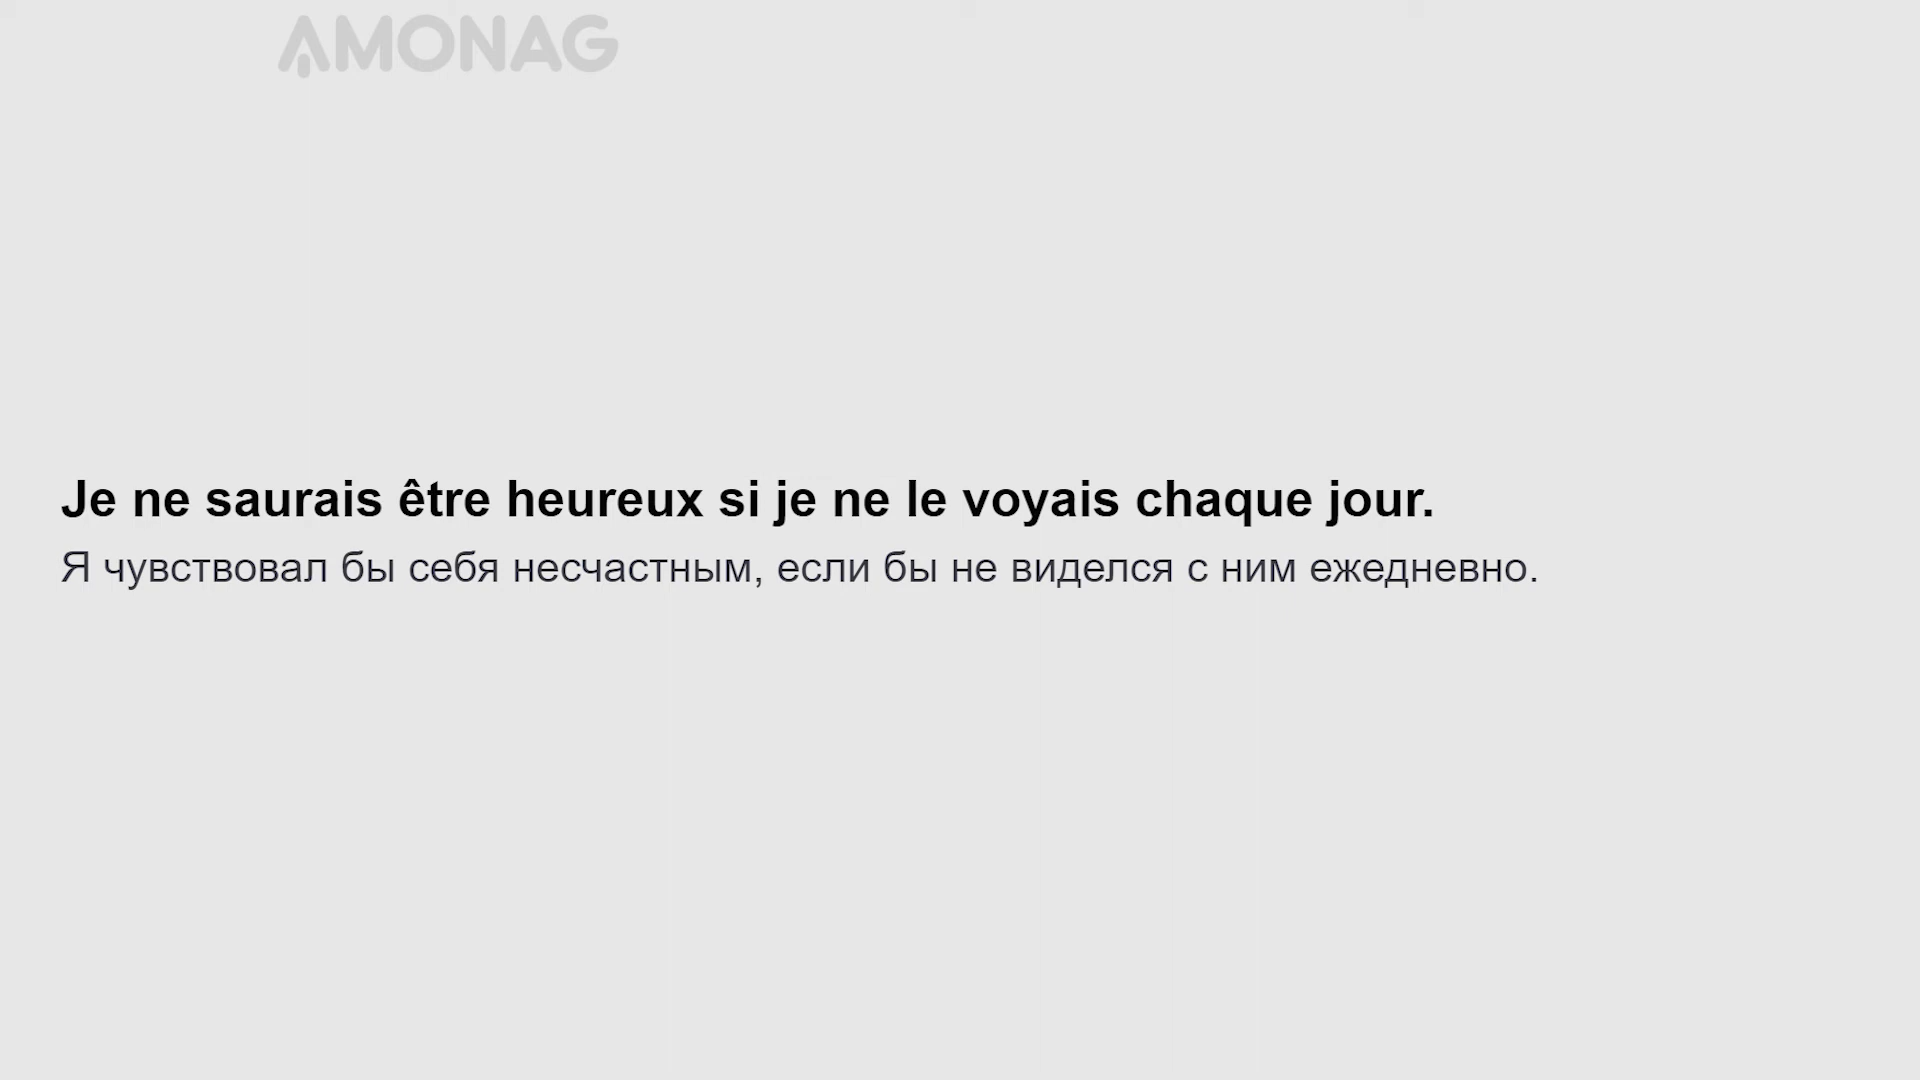 AMONAG
Je ne saurais être heureux si je ne le voyais chaque jour.
Я чувствовал бы себя несчастным, если бы не виделся с ним ежедневно.